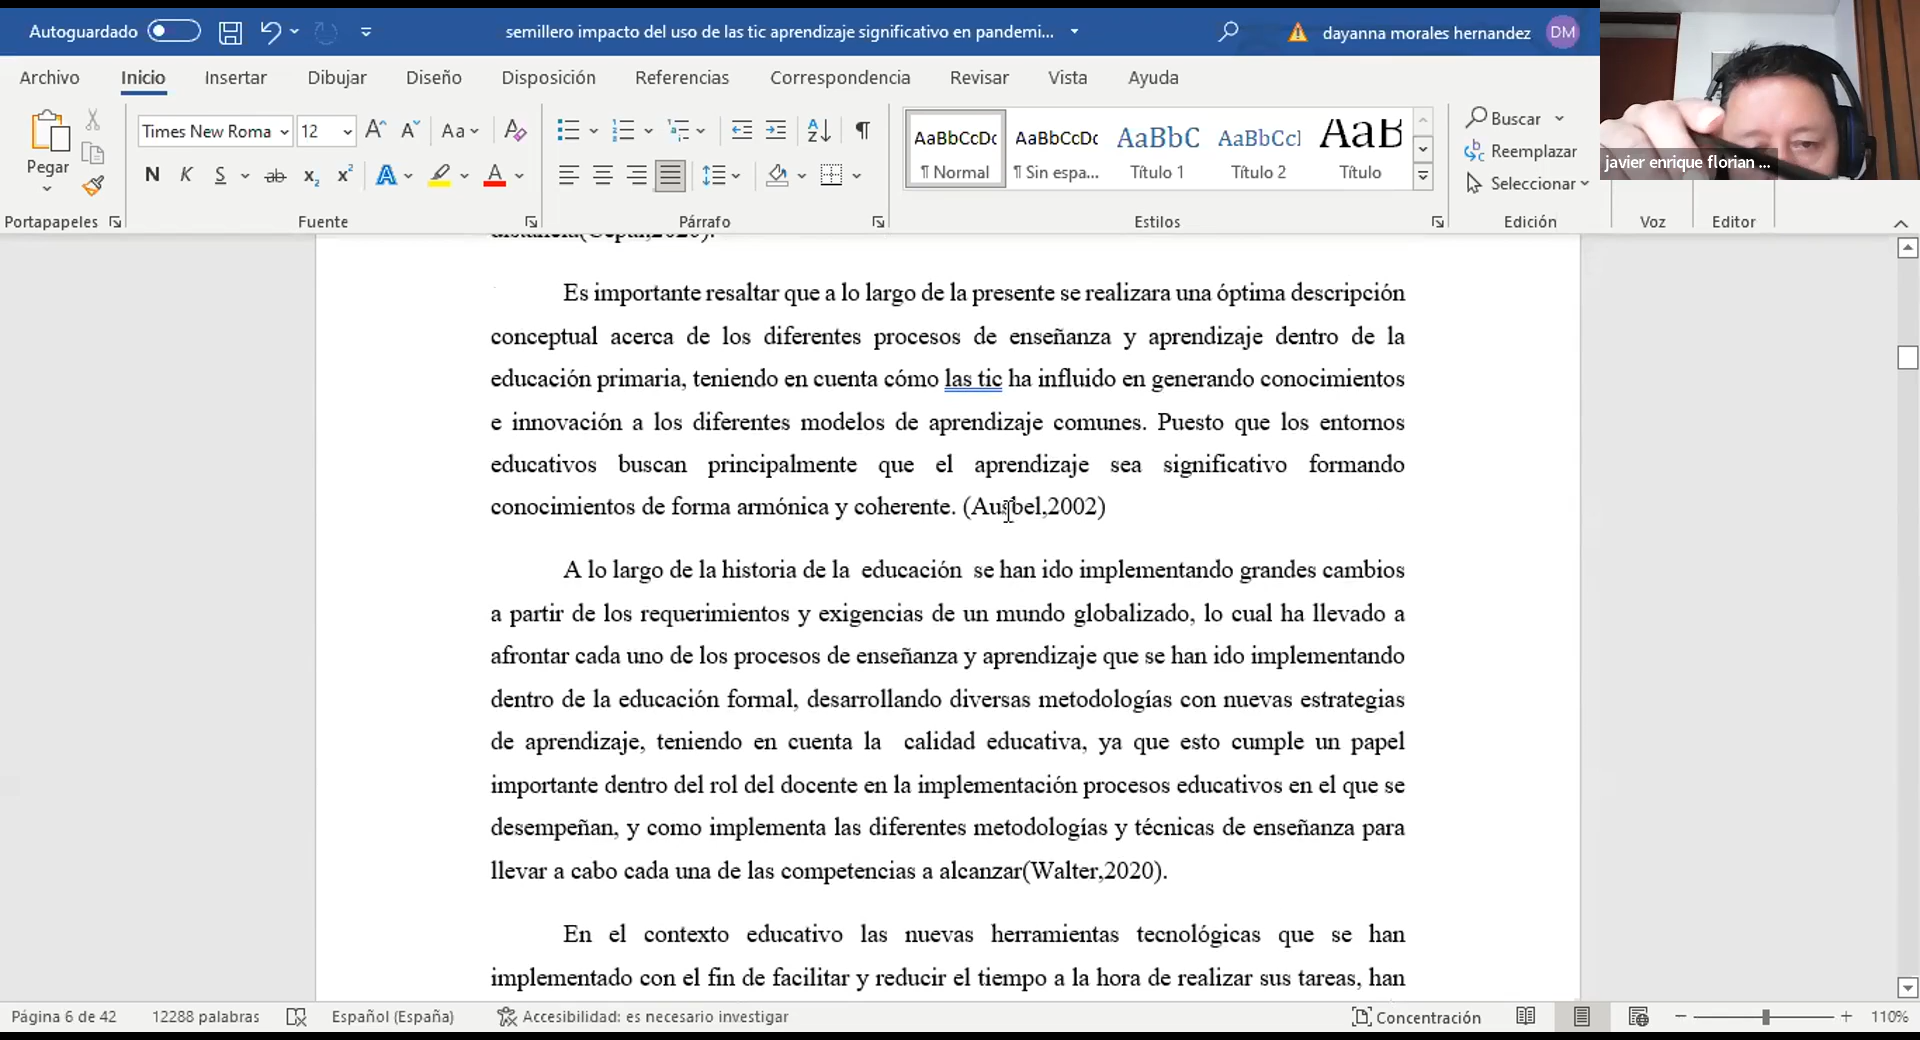 Autoguardado
semillero impacto del uso de las tic aprendizaje significativo en pandemi...
dayanna morales hernandez DM
Archivo Inicio Insertar Dibujar Diseño Disposición Referencias Correspondencia Revisar Vista Ayuda
javier enrique florian ...
Pegar
Times New Roma 12 Aa
N K S ab x₂ x² A A
AaBbCcDc AaBbCcDc AaBbC AaBbCcl AaB
¶ Normal ¶ Sin espa... Título 1 Título 2 Título
Buscar
Reemplazar
Seleccionar
Portapapeles Fuente Párrafo Estilos Edición Voz Editor
Es importante resaltar que a lo largo de la presente se realizara una óptima descripción
conceptual acerca de los diferentes procesos de enseñanza y aprendizaje dentro de la
educación primaria, teniendo en cuenta cómo las tic ha influido en generando conocimientos
e innovación a los diferentes modelos de aprendizaje comunes. Puesto que los entornos
educativos buscan principalmente que el aprendizaje sea significativo formando
conocimientos de forma armónica y coherente. (Ausbel,2002)
A lo largo de la historia de la educación se han ido implementando grandes cambios
a partir de los requerimientos y exigencias de un mundo globalizado, lo cual ha llevado a
afrontar cada uno de los procesos de enseñanza y aprendizaje que se han ido implementando
dentro de la educación formal, desarrollando diversas metodologías con nuevas estrategias
de aprendizaje, teniendo en cuenta la calidad educativa, ya que esto cumple un papel
importante dentro del rol del docente en la implementación procesos educativos en el que se
desempeñan, y como implementa las diferentes metodologías y técnicas de enseñanza para
llevar a cabo cada una de las competencias a alcanzar(Walter,2020).
En el contexto educativo las nuevas herramientas tecnológicas que se han
implementado con el fin de facilitar y reducir el tiempo a la hora de realizar sus tareas, han
Página 6 de 42 12288 palabras Español (España) Accesibilidad: es necesario investigar Concentración 110%